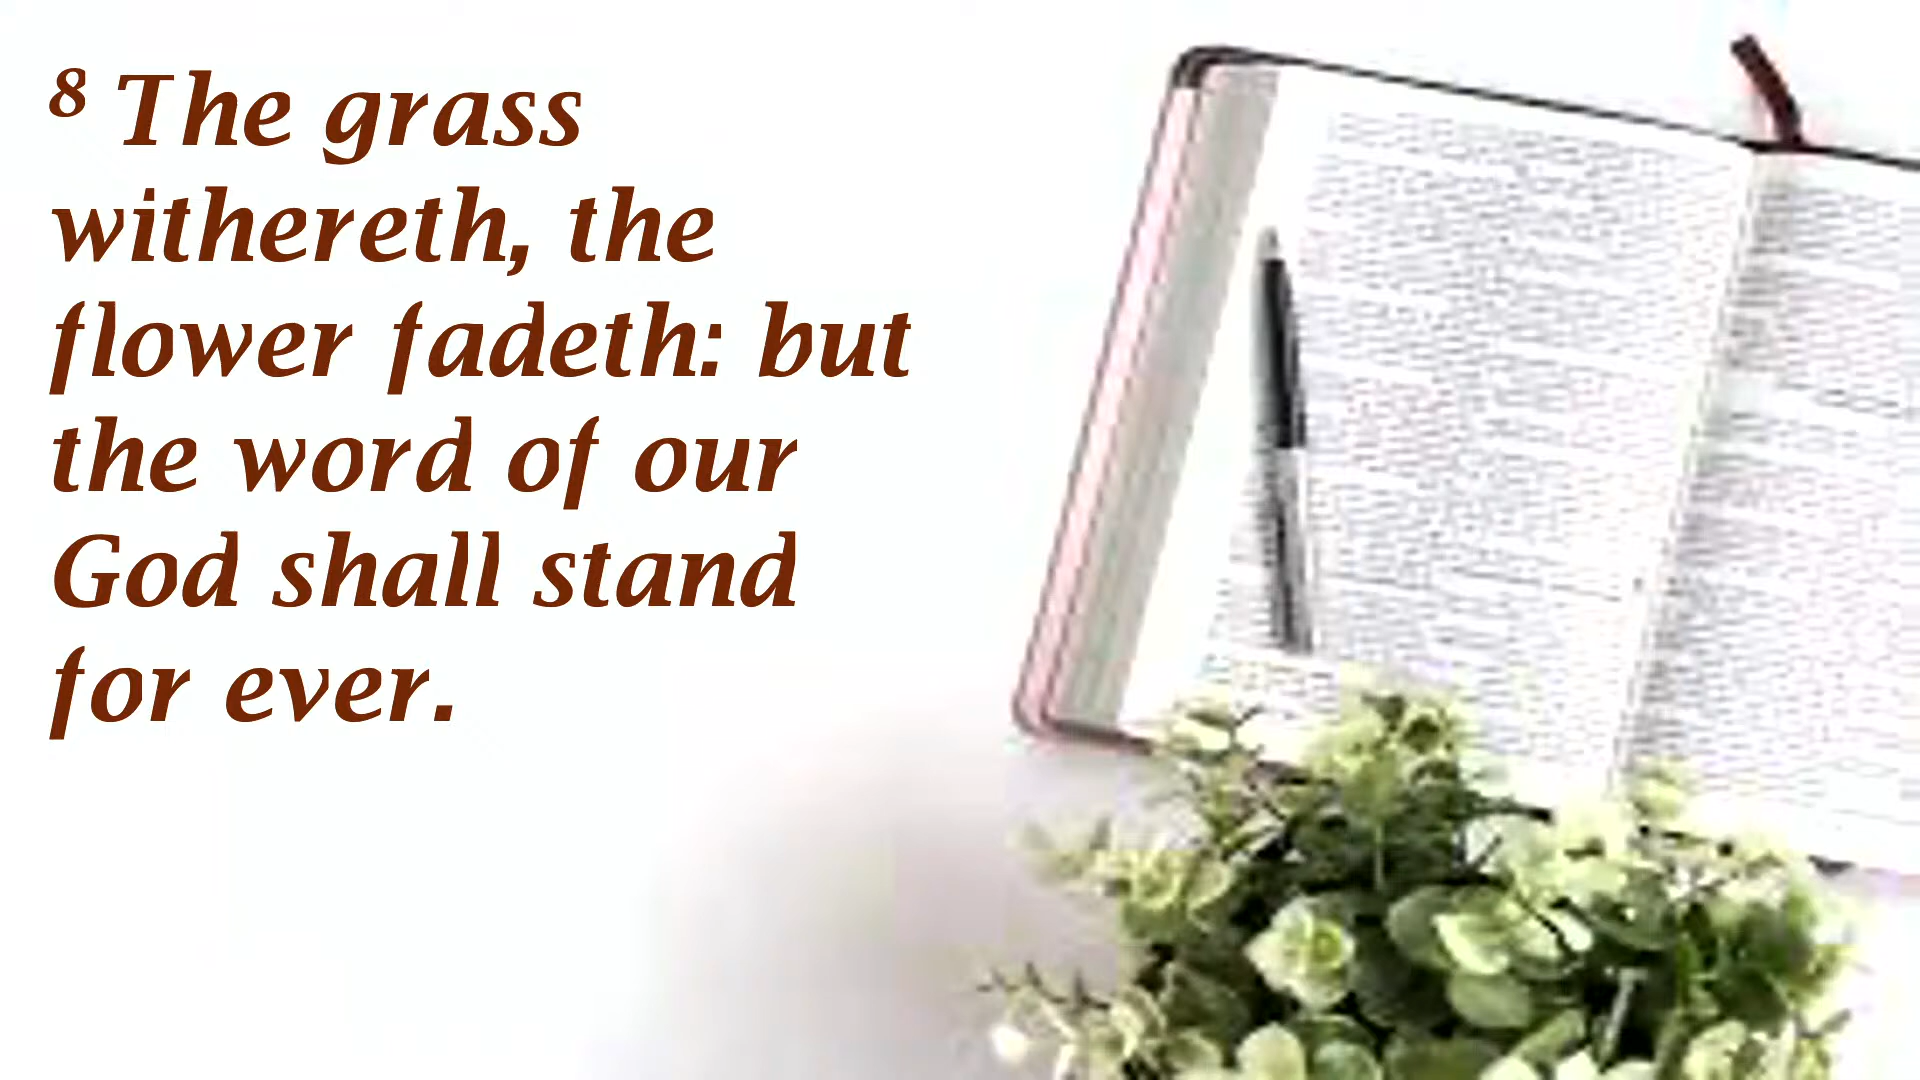 ⁸ The grass
withereth, the
flower fadeth: but
the word of our
God shall stand
for ever.